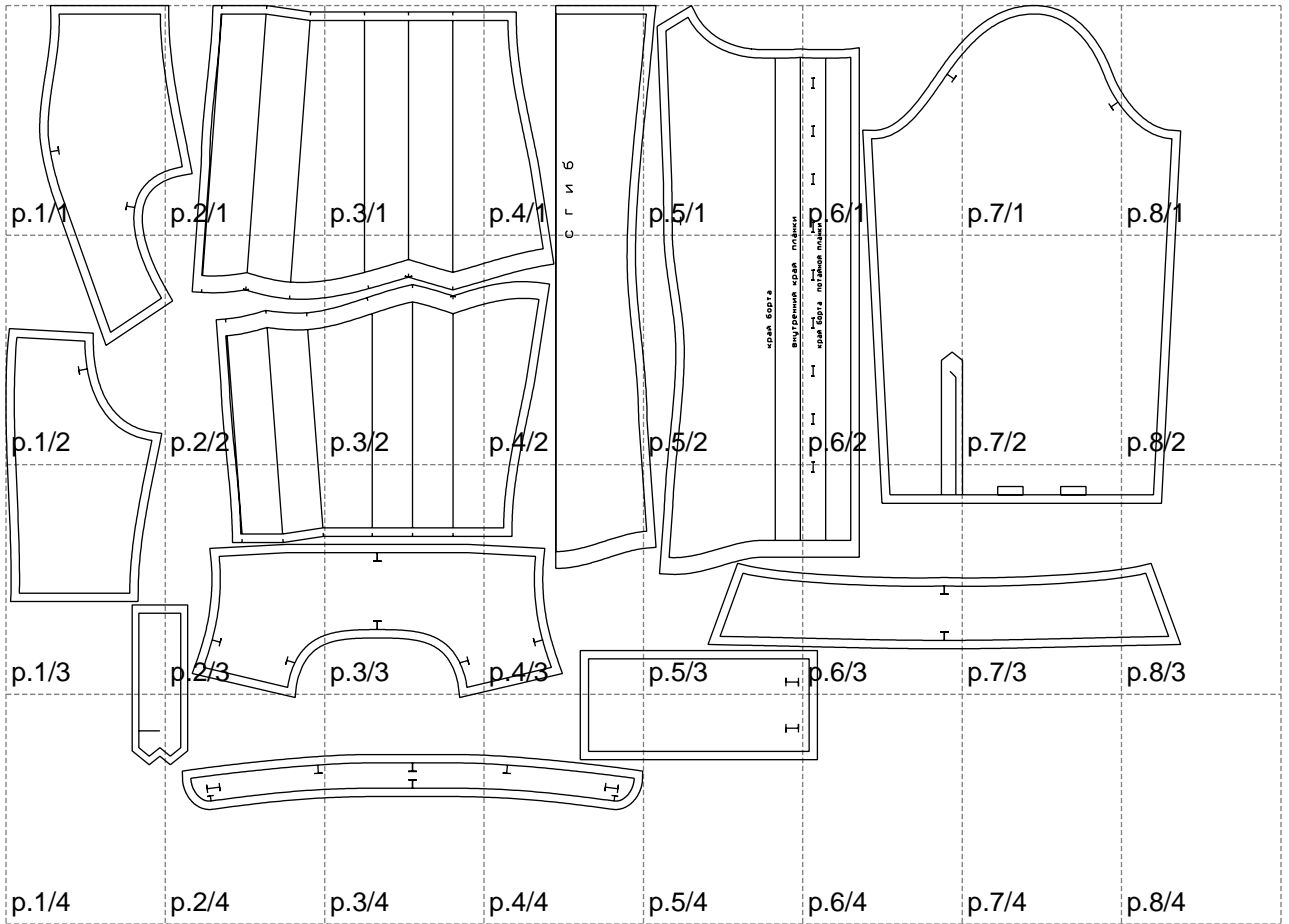 сгиб
край борта
внутренний край планки
край борта потайной планки
p.1/1 p.2/1 p.3/1 p.4/1 p.5/1 p.6/1 p.7/1 p.8/1
p.1/2 p.2/2 p.3/2 p.4/2 p.5/2 p.6/2 p.7/2 p.8/2
p.1/3 p.2/3 p.3/3 p.4/3 p.5/3 p.6/3 p.7/3 p.8/3
p.1/4 p.2/4 p.3/4 p.4/4 p.5/4 p.6/4 p.7/4 p.8/4